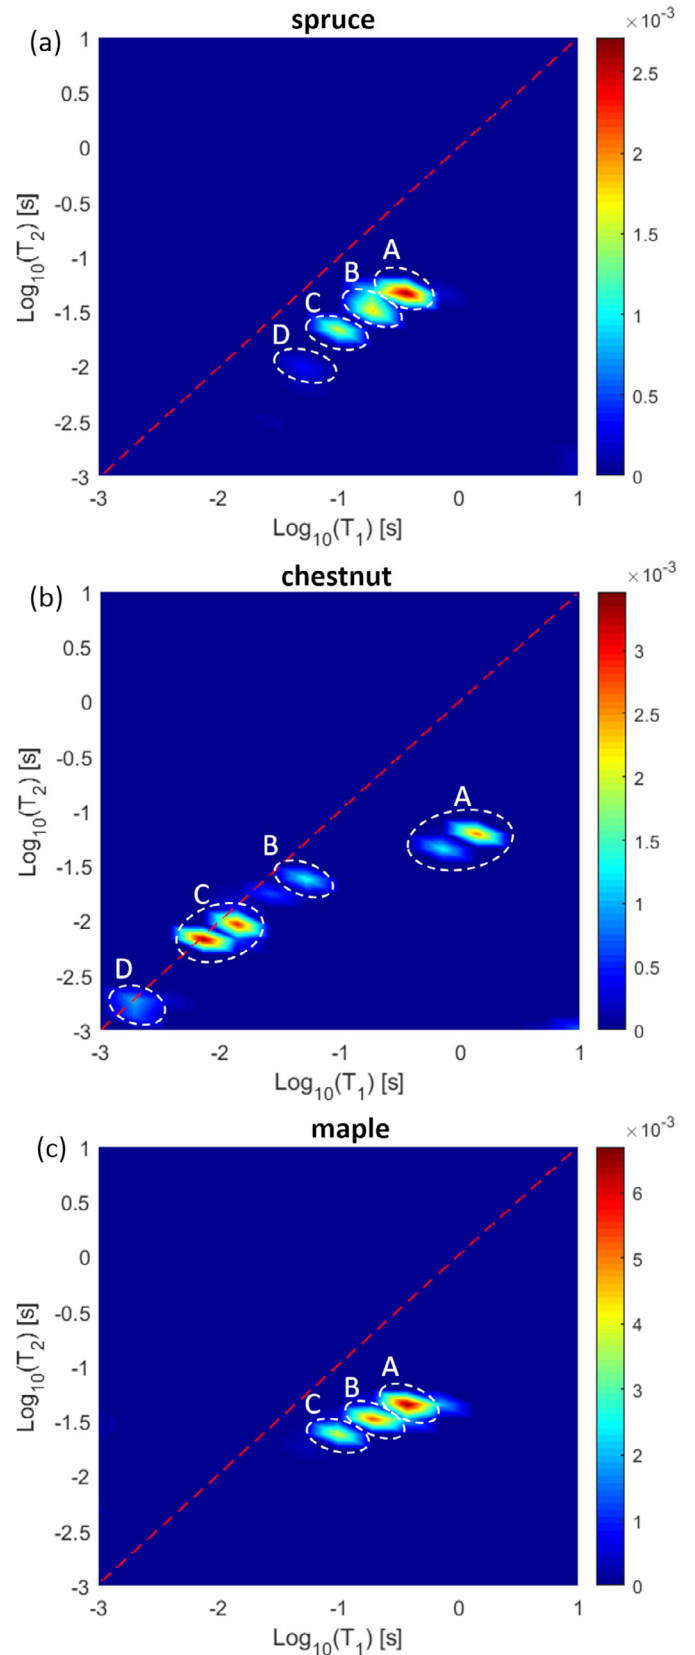 (a)
spruce
×10⁻³
1
0.5
0
-0.5
-1
-1.5
-2
-2.5
-3
Log₁₀(T₂) [s]
A
B
C
D
2.5
2
1.5
1
0.5
0
-3
-2
-1
0
1
Log₁₀(T₁) [s]
(b)
chestnut
×10⁻³
1
0.5
0
-0.5
-1
-1.5
-2
-2.5
-3
Log₁₀(T₂) [s]
A
B
C
D
3
2.5
2
1.5
1
0.5
0
-3
-2
-1
0
1
Log₁₀(T₁) [s]
(c)
maple
×10⁻³
1
0.5
0
-0.5
-1
-1.5
-2
-2.5
-3
Log₁₀(T₂) [s]
A
B
C
6
5
4
3
2
1
0
-3
-2
-1
0
1
Log₁₀(T₁) [s]